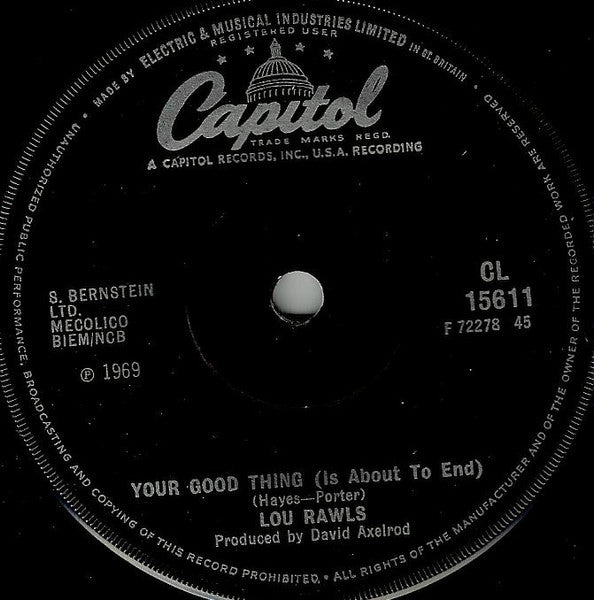 MADE BY ELECTRIC & MUSICAL INDUSTRIES LIMITED IN GT. BRITAIN •
REGISTERED USER
Capitol
TRADE MARKS REGD.
A CAPITOL RECORDS, INC., U.S.A. RECORDING
S. BERNSTEIN
LTD.
MECOLICO
BIEM/NCB
Ⓟ 1969
CL
15611
F 72278 45
YOUR GOOD THING (Is About To End)
(Hayes—Porter)
LOU RAWLS
Produced by David Axelrod
ALL RIGHTS OF THE MANUFACTURER AND OF THE OWNER OF THE RECORDED WORK ARE RESERVED
• UNAUTHORIZED PUBLIC PERFORMANCE, BROADCASTING AND COPYING OF THIS RECORD PROHIBITED. •